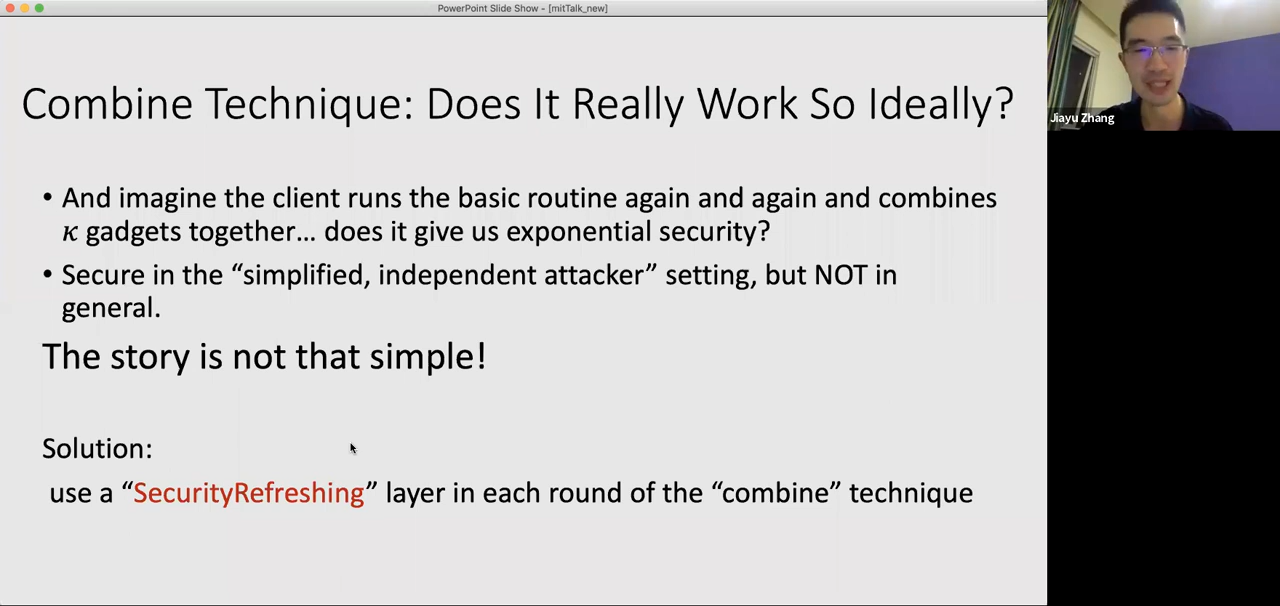 PowerPoint Slide Show - [mitTalk_new]
Combine Technique: Does It Really Work So Ideally?
• And imagine the client runs the basic routine again and again and combines
κ gadgets together… does it give us exponential security?
• Secure in the “simplified, independent attacker” setting, but NOT in
general.
The story is not that simple!
Solution:
use a “SecurityRefreshing” layer in each round of the “combine” technique
Jiayu Zhang